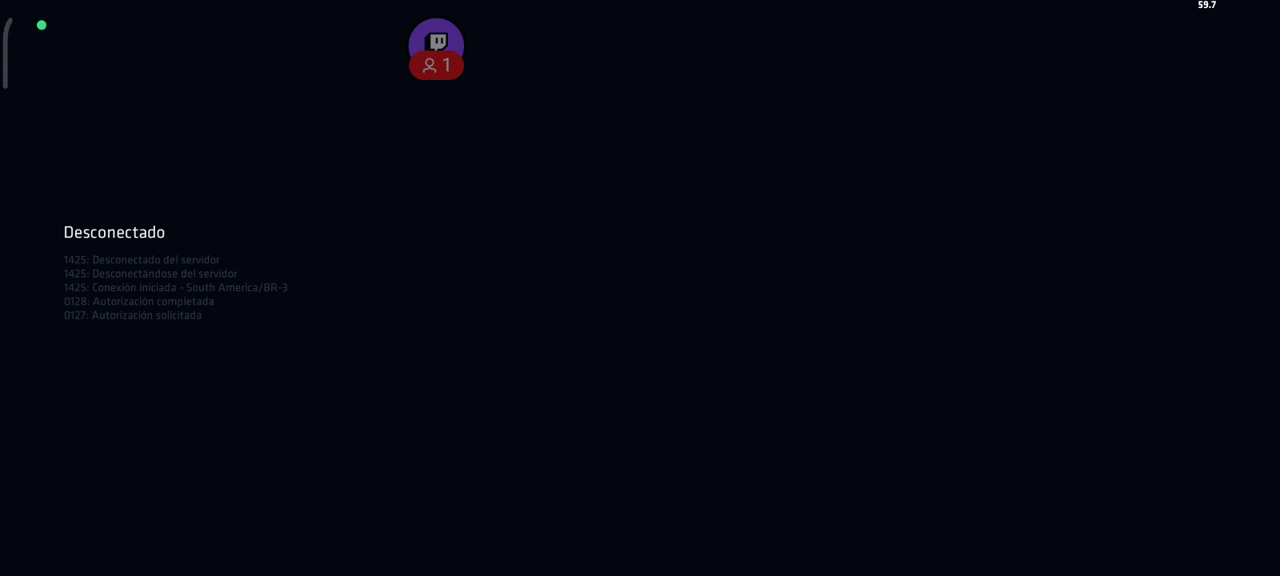 59.7
1
Desconectado
1425: Desconectado del servidor
1425: Desconectándose del servidor
1425: Conexión iniciada - South America/BR-3
0128: Autorización completada
0127: Autorización solicitada